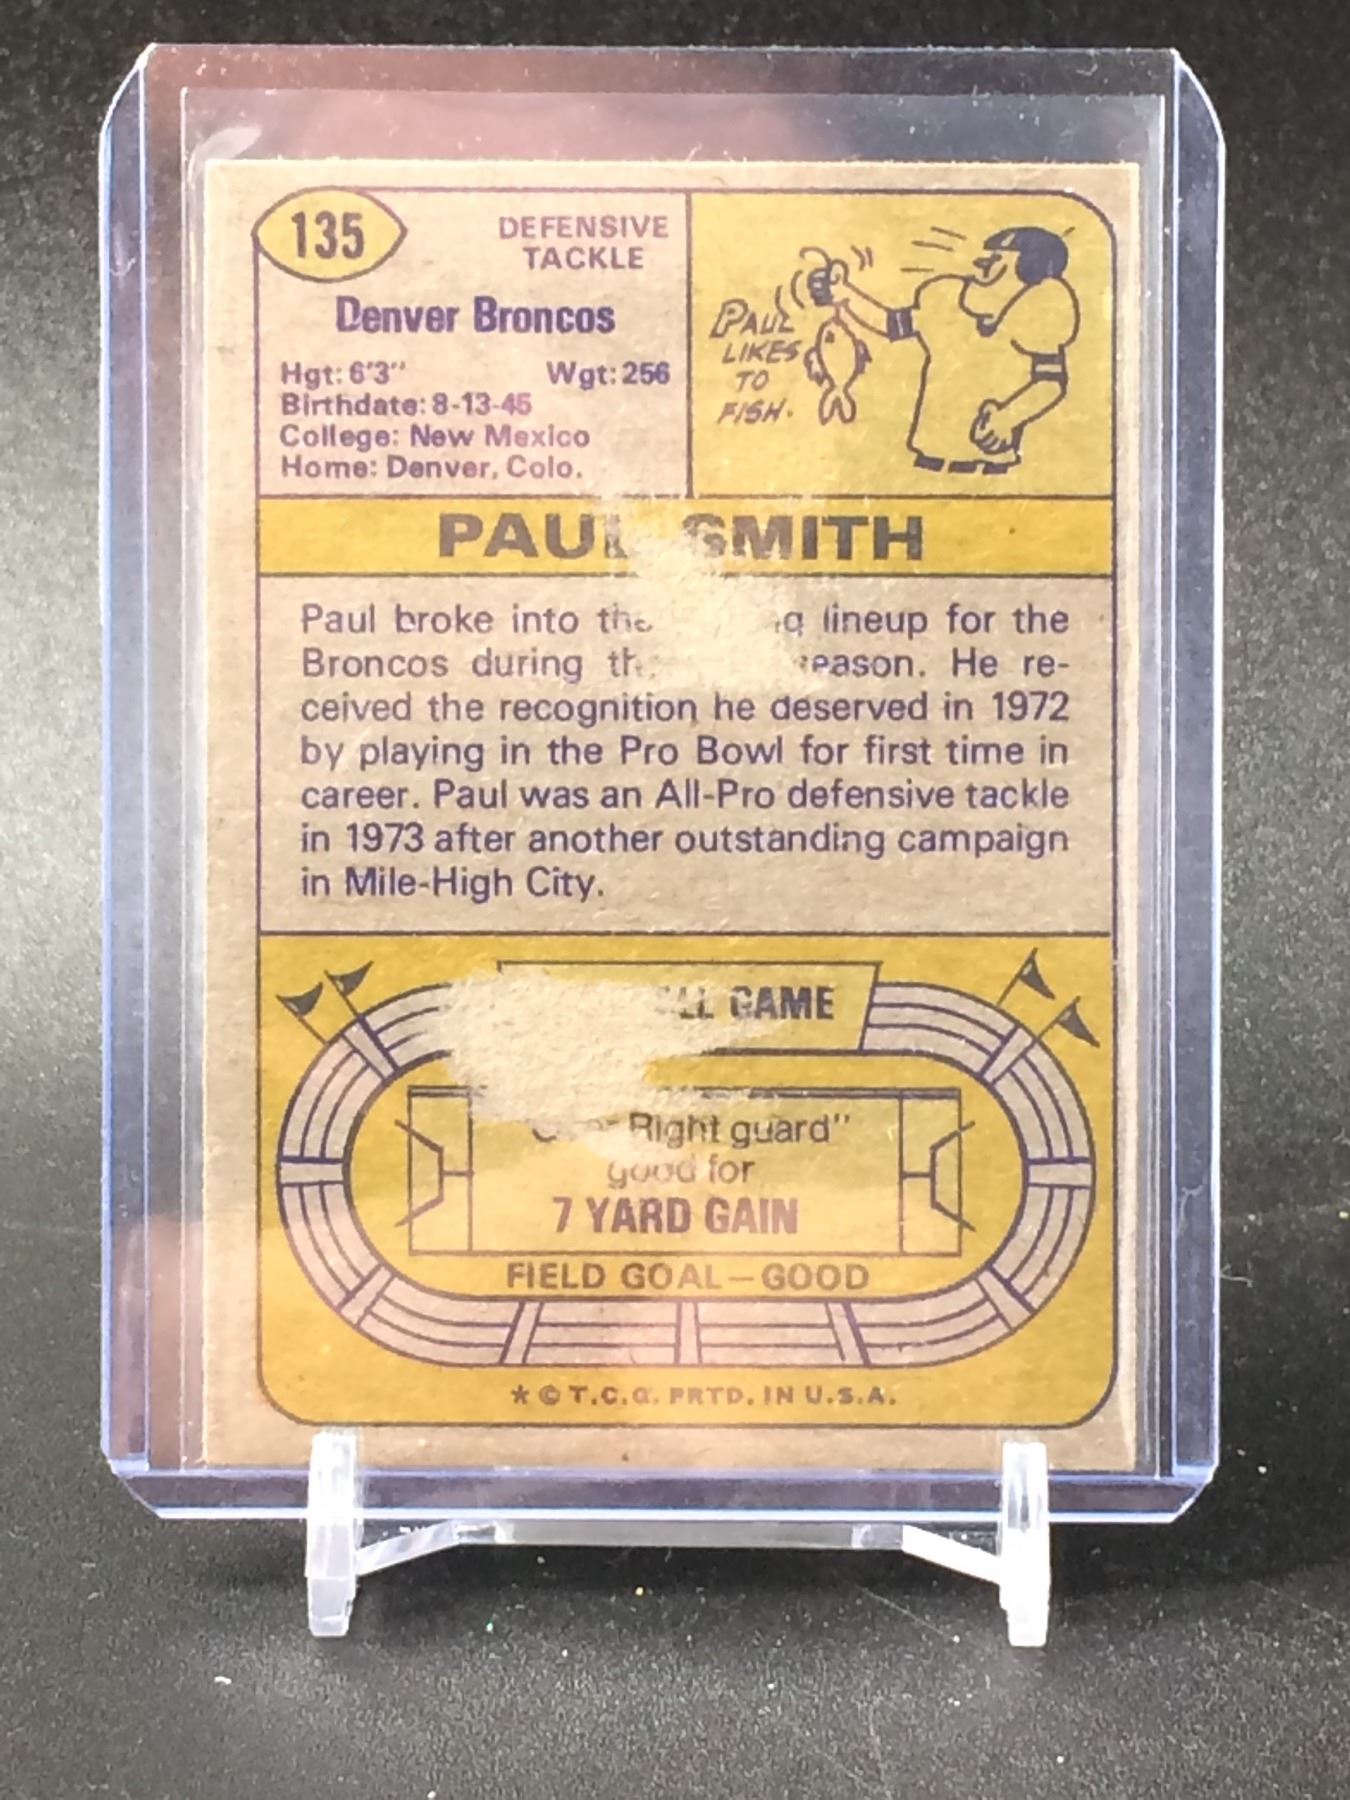 135
DEFENSIVE
TACKLE
Denver Broncos
Hgt: 6'3" Wgt: 256
Birthdate: 8-13-45
College: New Mexico
Home: Denver, Colo.
PAUL
LIKES
TO
FISH.
PAUL SMITH
Paul broke into the lineup for the
Broncos during He re-
ceived the recognition he deserved in 1972
by playing in the Pro Bowl for first time in
career. Paul was an All-Pro defensive tackle
in 1973 after another outstanding campaign
in Mile-High City.
GAME
Right guard"
good for
7 YARD GAIN
FIELD GOAL—GOOD
* © T.C.G. PRTD. IN U.S.A.